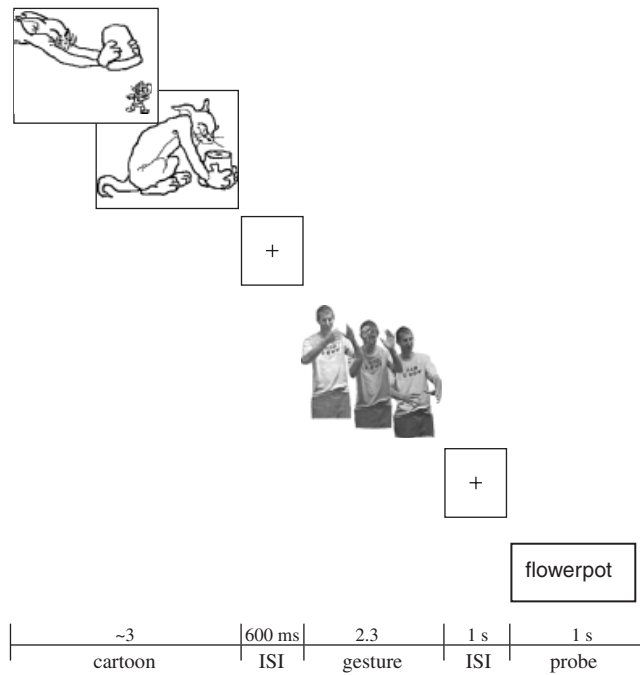 +
+
flowerpot
~3 600 ms 2.3 1 s 1 s
cartoon ISI gesture ISI probe